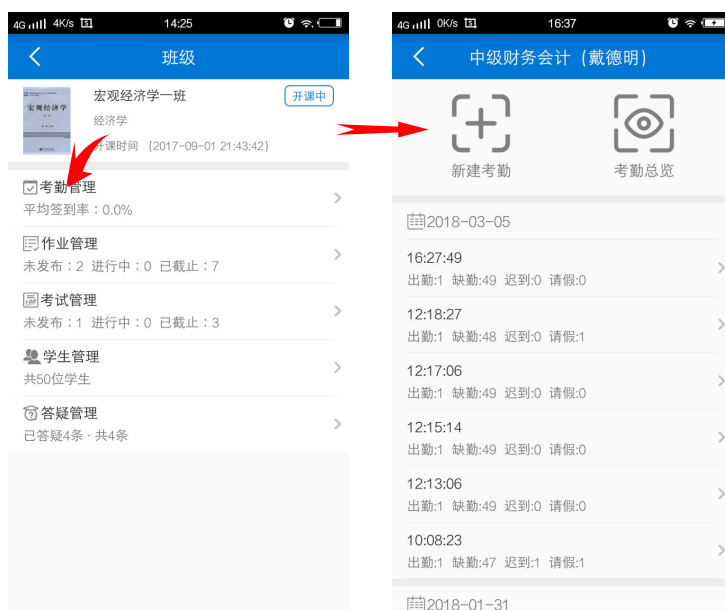 4G 4K/s 14:25
班级
宏观经济学
宏观经济学一班
开课中
经济学
开课时间 (2017-09-01 21:43:42)
考勤管理
平均签到率：0.0%
作业管理
未发布：2 进行中：0 已截止：7
考试管理
未发布：1 进行中：0 已截止：3
学生管理
共50位学生
答疑管理
已答疑4条 · 共4条
4G 0K/s 16:37
中级财务会计（戴德明）
新建考勤
考勤总览
2018-03-05
16:27:49
出勤:1 缺勤:49 迟到:0 请假:0
12:18:27
出勤:1 缺勤:48 迟到:0 请假:1
12:17:06
出勤:1 缺勤:49 迟到:0 请假:0
12:15:14
出勤:1 缺勤:49 迟到:0 请假:0
12:13:06
出勤:1 缺勤:49 迟到:0 请假:0
10:08:23
出勤:1 缺勤:47 迟到:1 请假:1
2018-01-31